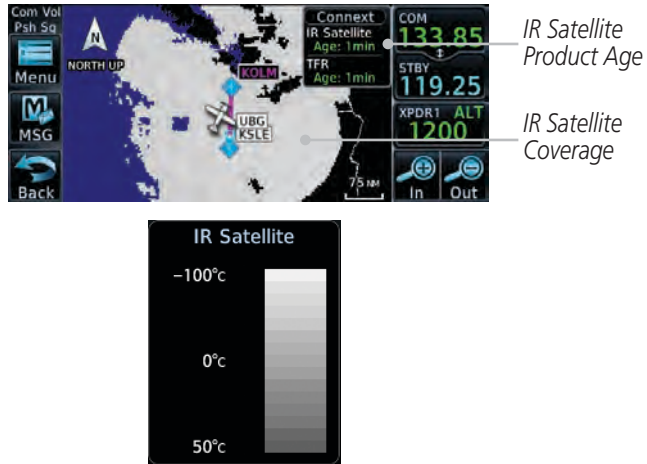 Com Vol
Psh Sq
Menu
MSG
Back
N
NORTH UP
KOLM
UBG
KSLE
Connext
IR Satellite
Age: 1min
TFR
Age: 1min
75 NM
COM
133.85
STBY
119.25
XPDR1 ALT
1200
In Out
IR Satellite
Product Age
IR Satellite
Coverage
IR Satellite
−100°C
0°C
50°C